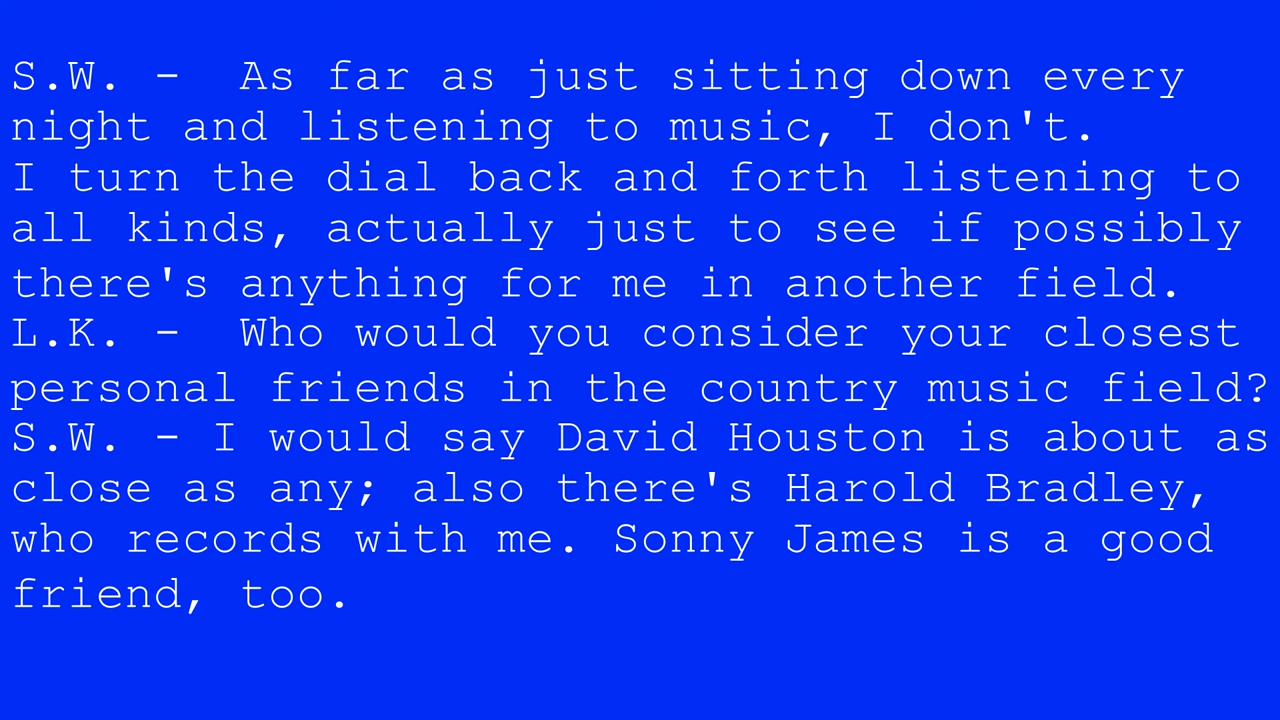 S.W. -  As far as just sitting down every
night and listening to music, I don't.
I turn the dial back and forth listening to
all kinds, actually just to see if possibly
there's anything for me in another field.
L.K. -  Who would you consider your closest
personal friends in the country music field?
S.W. - I would say David Houston is about as
close as any; also there's Harold Bradley,
who records with me. Sonny James is a good
friend, too.